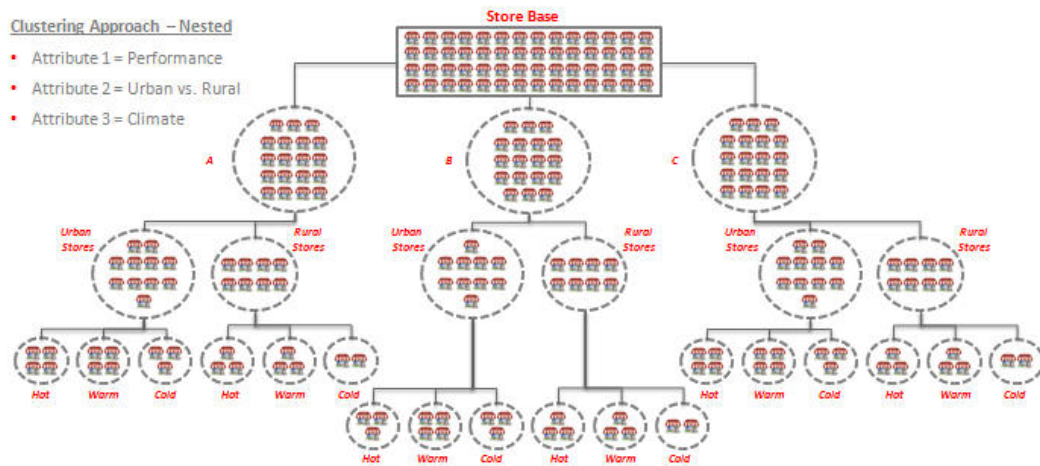 Store Base
Clustering Approach – Nested
• Attribute 1 = Performance
• Attribute 2 = Urban vs. Rural
• Attribute 3 = Climate
A
B
C
Urban
Stores
Rural
Stores
Urban
Stores
Rural
Stores
Urban
Stores
Rural
Stores
Hot
Warm
Cold
Hot
Warm
Cold
Hot
Warm
Cold
Hot
Warm
Cold
Hot
Warm
Cold
Hot
Warm
Cold